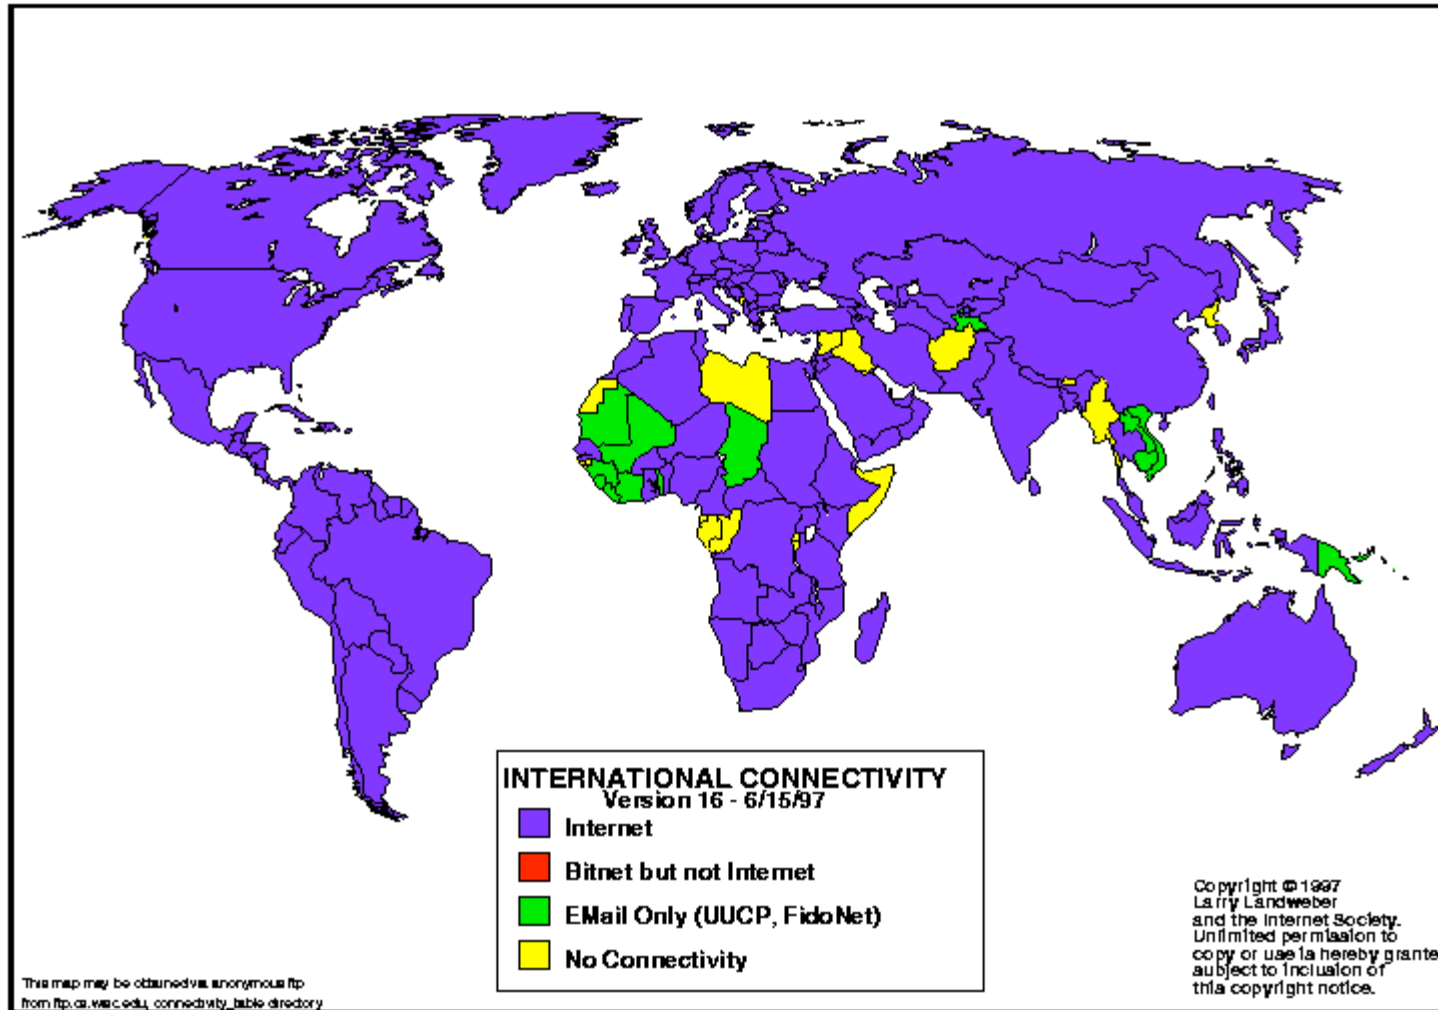 INTERNATIONAL CONNECTIVITY
Version 16 - 6/15/97
Internet
Bitnet but not Internet
EMail Only (UUCP, FidoNet)
No Connectivity
This map may be obtained via anonymous ftp
from ftp.cs.wisc.edu, connectivity_table directory
Copyright © 1997
Larry Landweber
and the Internet Society.
Unlimited permission to
copy or use is hereby grante
subject to inclusion of
this copyright notice.